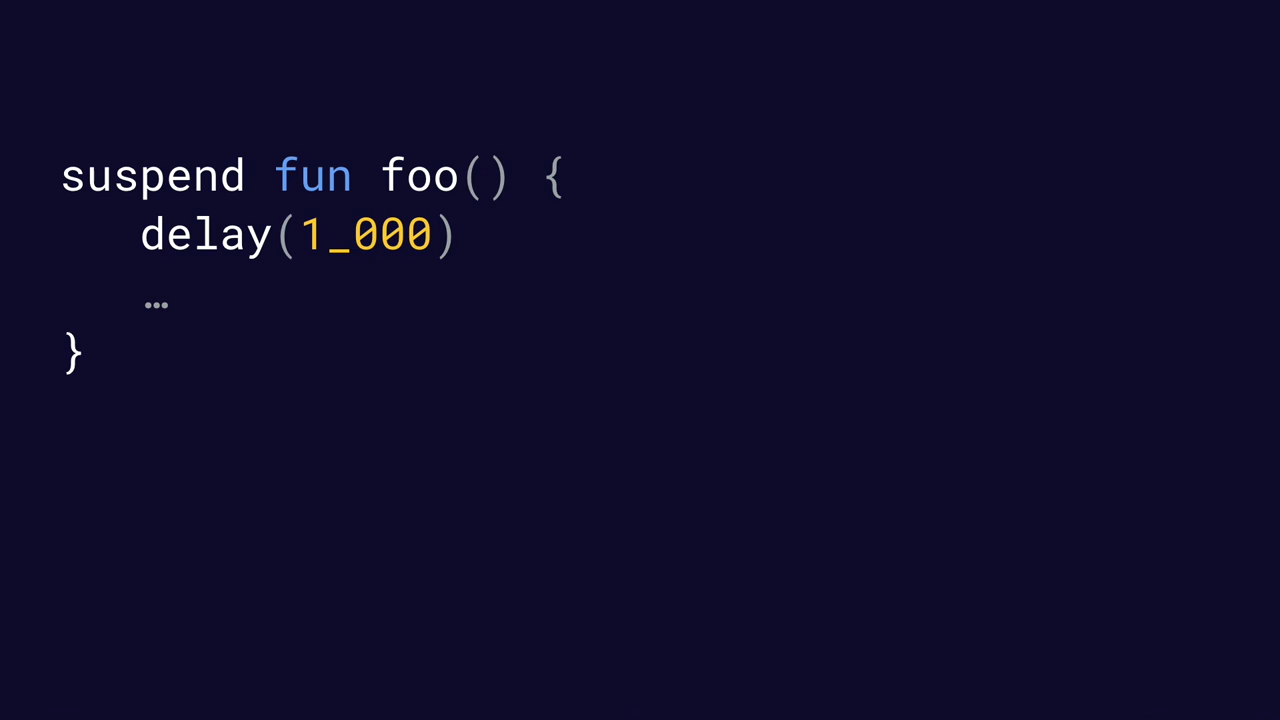 suspend fun foo() {
   delay(1_000)
   …
}